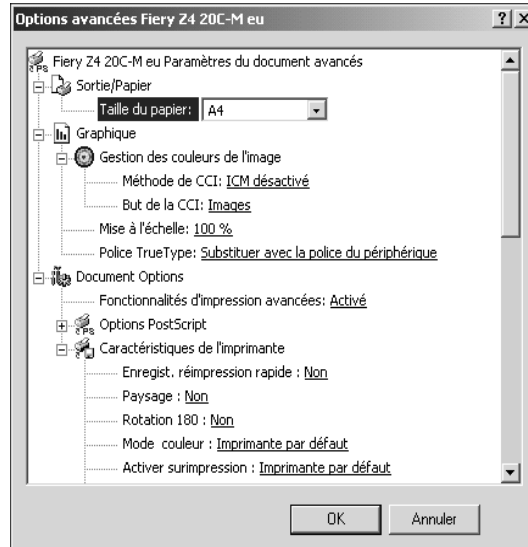 Options avancées Fiery Z4 20C-M eu
Fiery Z4 20C-M eu Paramètres du document avancés
Sortie/Papier
Taille du papier: A4
Graphique
Gestion des couleurs de l'image
Méthode de CCI: ICM désactivé
But de la CCI: Images
Mise à l'échelle: 100 %
Police TrueType: Substituer avec la police du périphérique
Document Options
Fonctionnalités d'impression avancées: Activé
Options PostScript
Caractéristiques de l'imprimante
Enregist. réimpression rapide : Non
Paysage : Non
Rotation 180 : Non
Mode couleur : Imprimante par défaut
Activer surimpression : Imprimante par défaut
OK Annuler